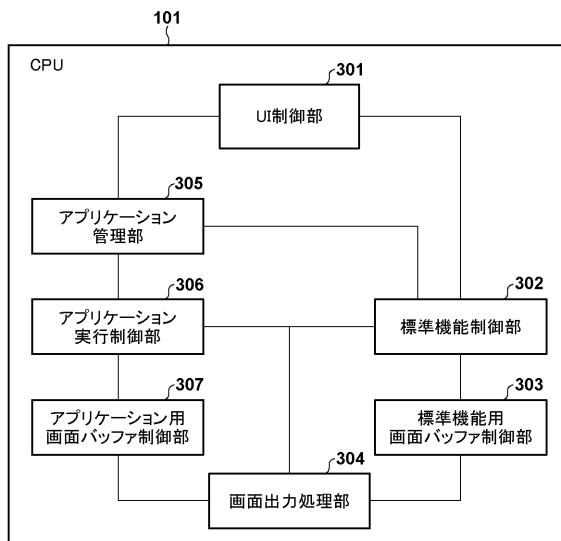 101
CPU
301
UI制御部
305
アプリケーション
管理部
306
アプリケーション
実行制御部
302
標準機能制御部
307
アプリケーション用
画面バッファ制御部
303
標準機能用
画面バッファ制御部
304
画面出力処理部